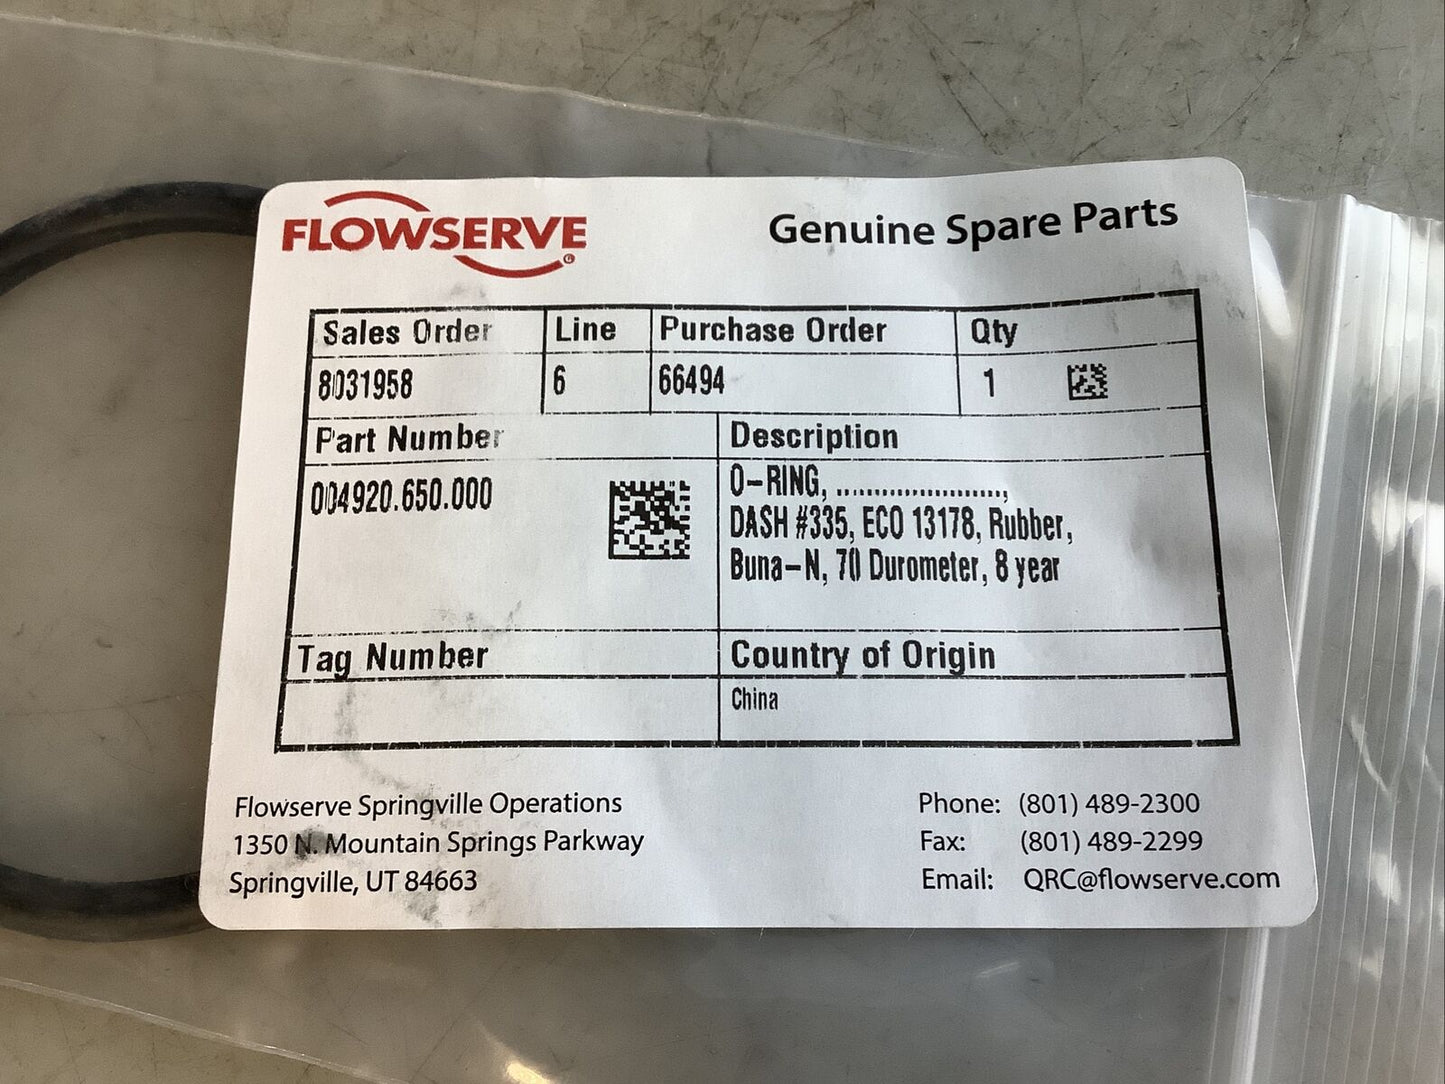 FLOWSERVE
Genuine Spare Parts
Sales Order Line Purchase Order Qty
8031958 6 66494 1
Part Number Description
004920.650.000 O-RING, ......................,
DASH #335, ECO 13178, Rubber,
Buna-N, 70 Durometer, 8 year
Tag Number Country of Origin
China
Flowserve Springville Operations
1350 N. Mountain Springs Parkway
Springville, UT 84663
Phone: (801) 489-2300
Fax: (801) 489-2299
Email: QRC@flowserve.com